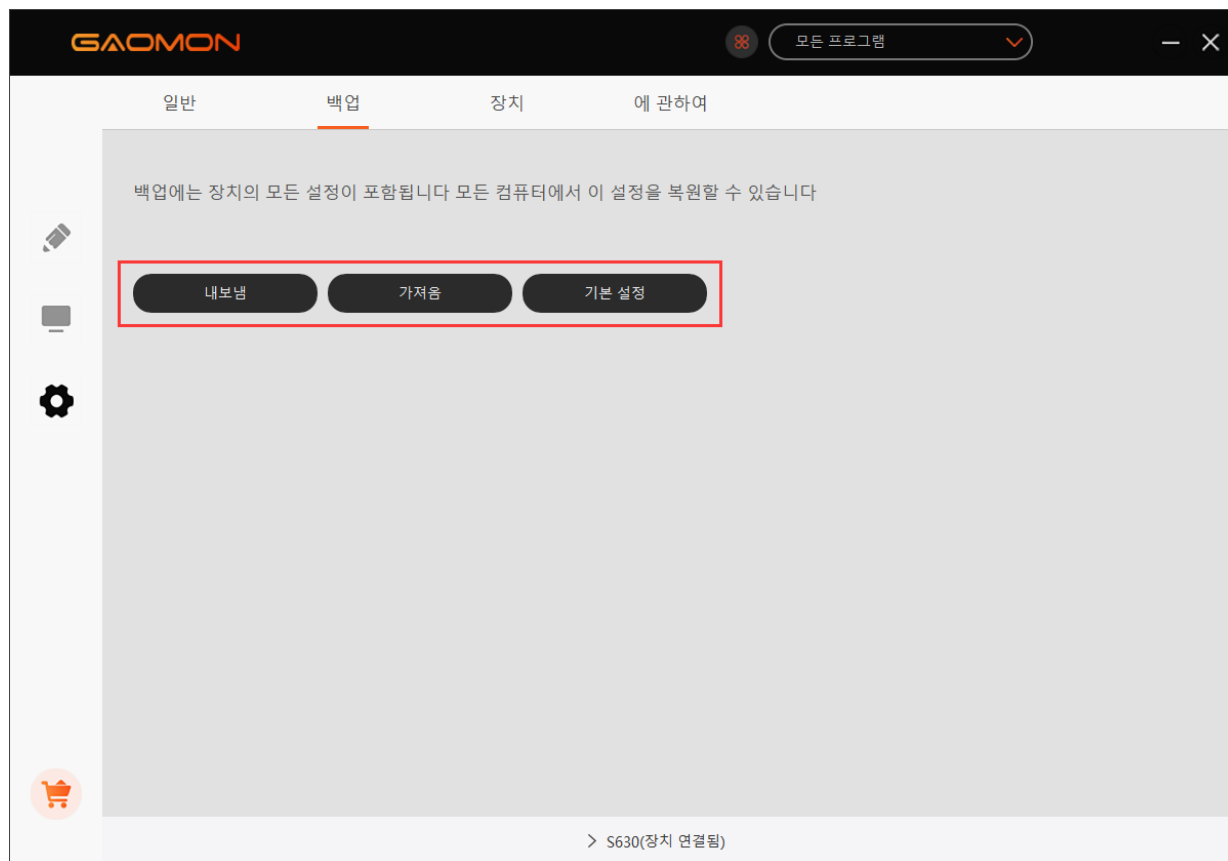 GAOMON
모든 프로그램
일반 백업 장치 에 관하여
백업에는 장치의 모든 설정이 포함됩니다 모든 컴퓨터에서 이 설정을 복원할 수 있습니다
내보냄 가져옴 기본 설정
S630(장치 연결됨)